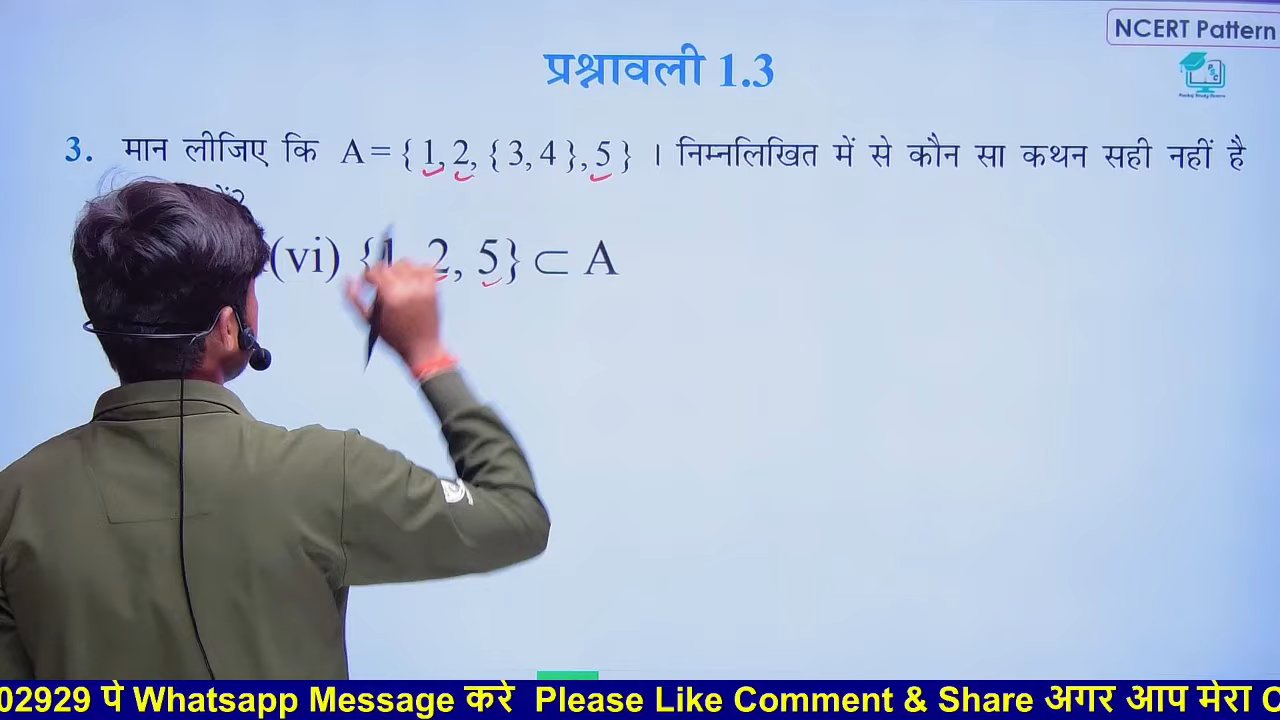 NCERT Pattern
प्रश्नावली 1.3
3. मान लीजिए कि A = { 1, 2, { 3, 4 }, 5 } । निम्नलिखित में से कौन सा कथन सही नहीं है
(vi) {1, 2, 5} ⊂ A
02929 पे Whatsapp Message करे Please Like Comment & Share अगर आप मेरा